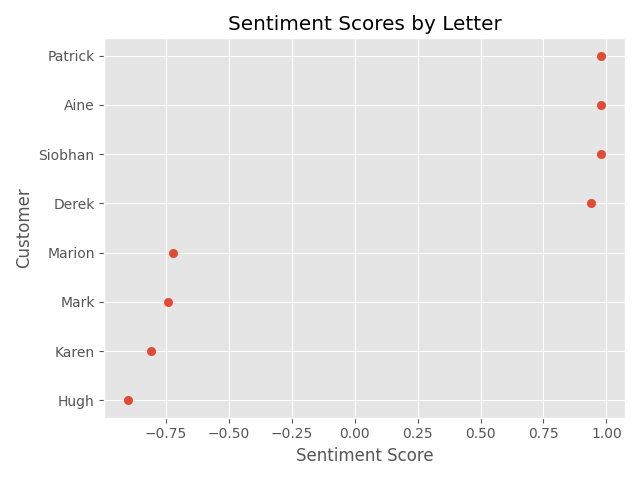 Sentiment Scores by Letter
Patrick
Aine
Siobhan
Derek
Marion
Mark
Karen
Hugh
Customer
−0.75 −0.50 −0.25 0.00 0.25 0.50 0.75 1.00
Sentiment Score